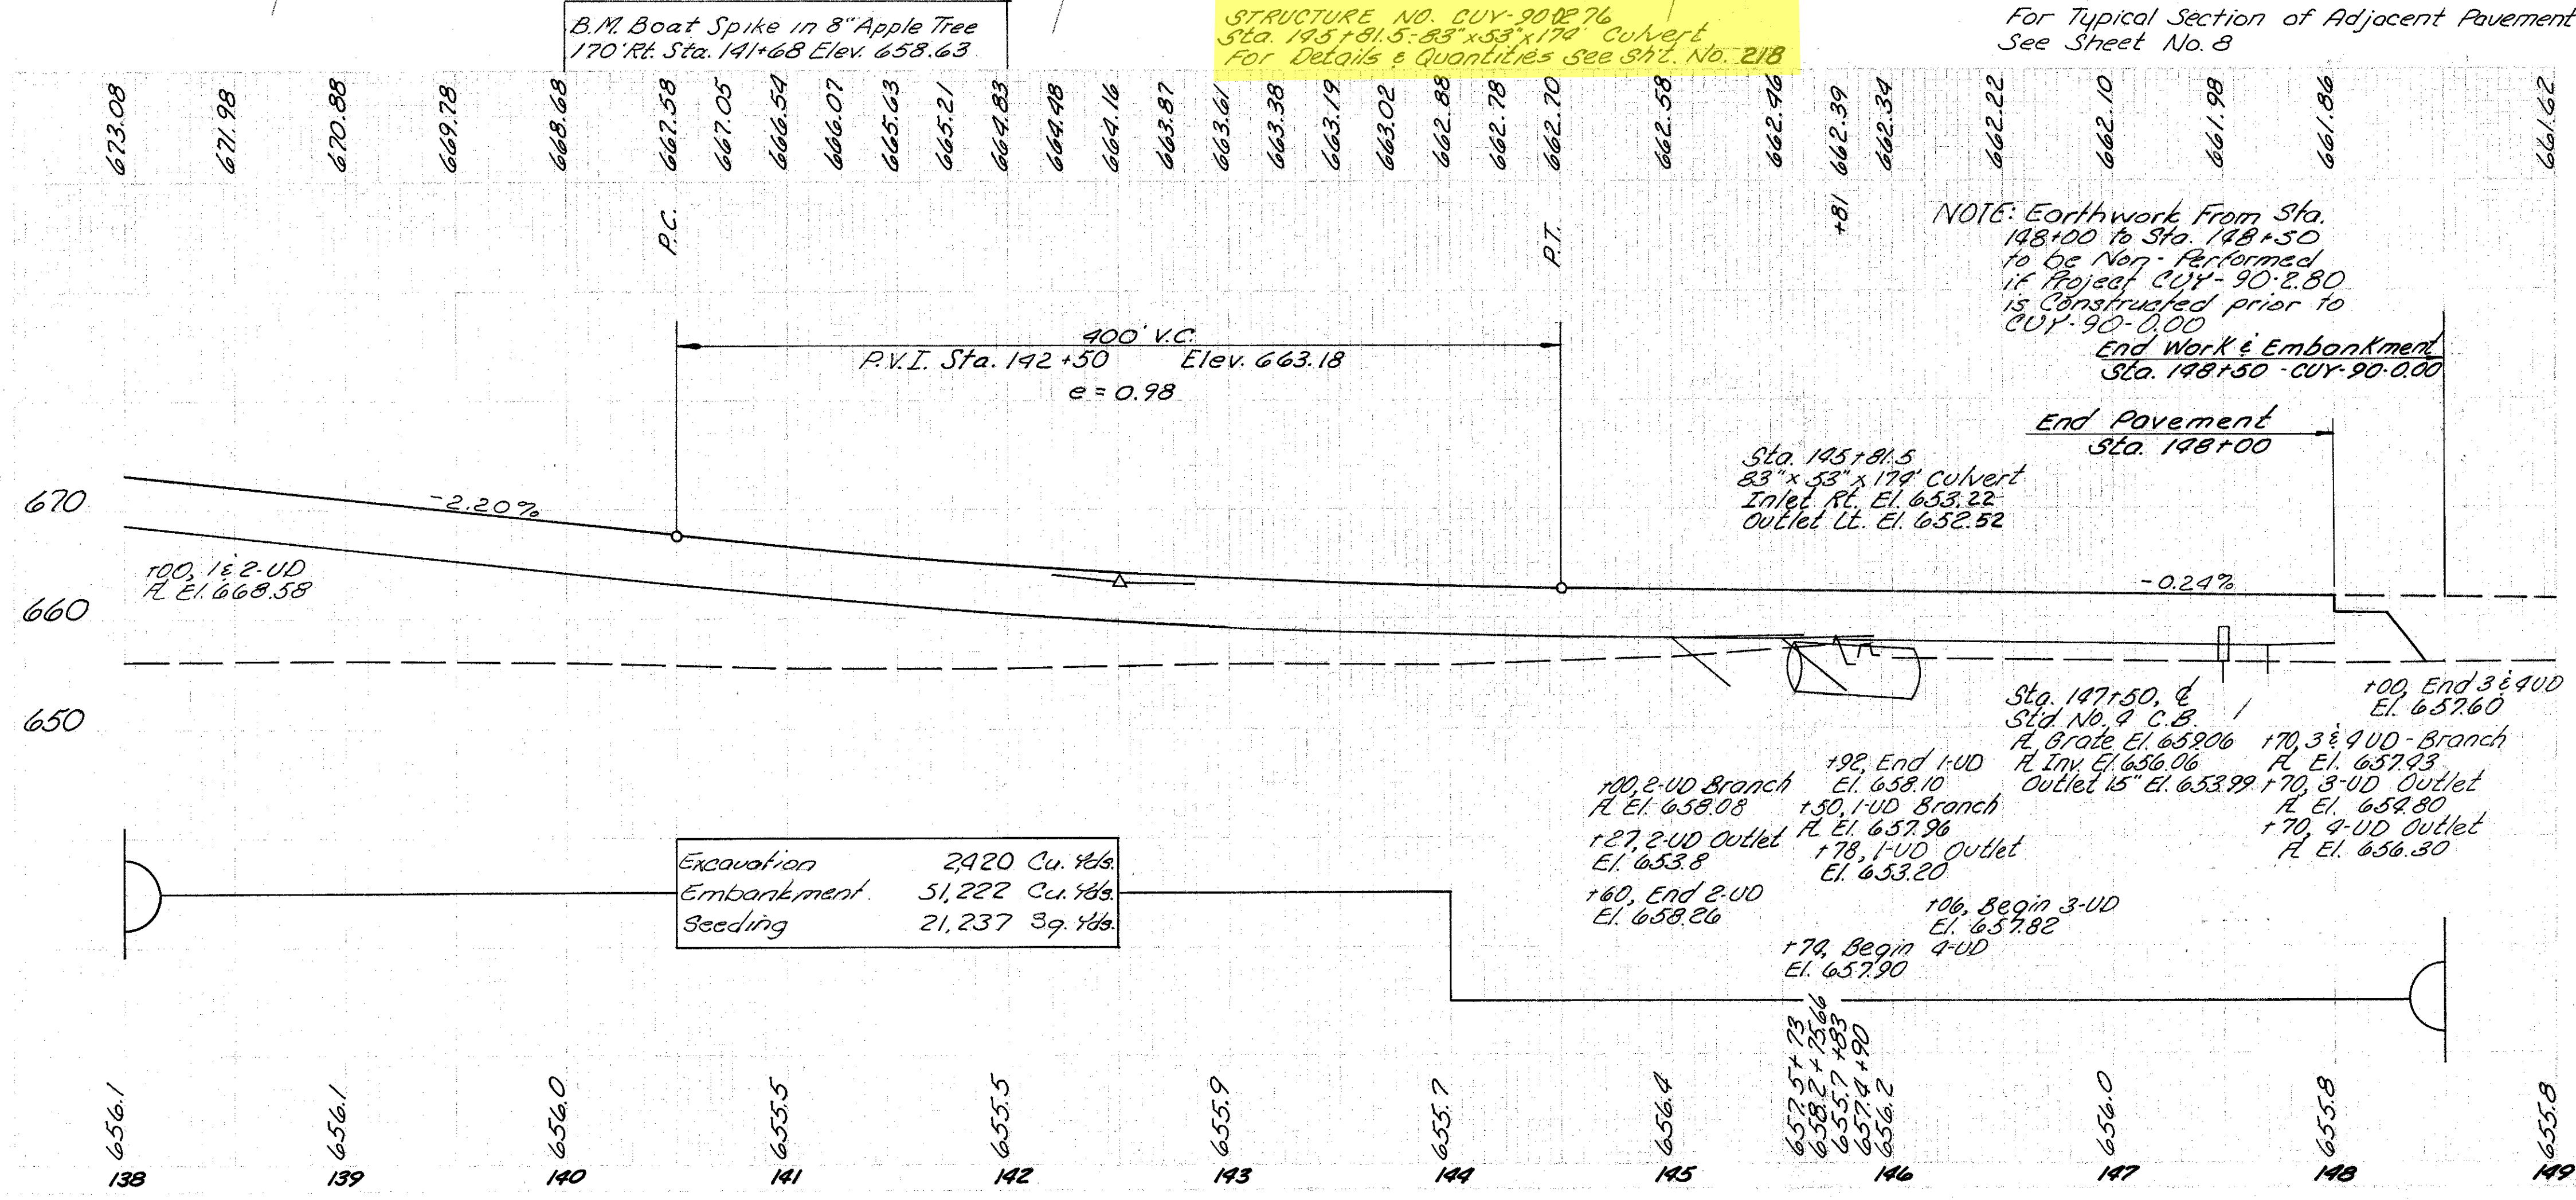 B.M. Boat Spike in 8" Apple Tree
170' Rt. Sta. 141+68 Elev. 658.63
STRUCTURE NO. CUY-90-0276
Sta. 145+81.5-83"x53"x174' Culvert
For Details & Quantities See Sh't. No. 218
For Typical Section of Adjacent Pavement
See Sheet No. 8
673.08
671.98
670.88
669.78
668.68
667.58
667.05
666.54
666.07
665.63
665.21
664.83
664.48
664.16
663.87
663.61
663.38
663.19
663.02
662.88
662.78
662.70
662.58
662.46
+81 662.39
662.34
662.22
662.10
661.98
661.86
661.62
P.C.
P.T.
NOTE: Earthwork From Sta.
148+00 to Sta. 148+50
to be Non-Performed
if Project CUY-90-2.80
is Constructed prior to
CUY-90-0.00
400' V.C.
P.V.I. Sta. 142+50 Elev. 663.18
e = 0.98
End Work & Embankment
Sta. 148+50 - CUY-90-0.00
End Pavement
Sta. 148+00
Sta. 145+81.5
83"x 53"x 174' Culvert
Inlet Rt. El. 653.22
Outlet Lt. El. 652.52
670
660
650
-2.20%
-0.24%
+00, 1 & 2-UD
FL El. 668.58
Sta. 147+50, ℄
Std. No. 4 C.B.
FL Grate El. 659.06
FL Inv. El. 656.06
Outlet 15" El. 653.99
+00, End 3 & 4 UD
El. 657.60
+70, 3 & 4 UD-Branch
FL El. 657.43
+70, 3-UD Outlet
FL El. 654.80
+70, 4-UD Outlet
FL El. 656.30
+00, 2-UD Branch
FL El. 658.08
+27, 2-UD Outlet
El. 653.8
+60, End 2-UD
El. 658.26
+92, End 1-UD
El. 658.10
+50, 1-UD Branch
FL El. 657.96
+78, 1-UD Outlet
El. 653.20
+06, Begin 3-UD
El. 657.82
+74, Begin 4-UD
El. 657.90
Excavation 2,420 Cu. Yds.
Embankment 51,222 Cu. Yds.
Seeding 21,237 Sq. Yds.
656.1
656.1
656.0
655.5
655.5
655.9
655.7
656.4
657.5 + 73
658.2 + 75.66
655.7 +83
657.4 +90
656.2
656.0
655.8
655.8
138
139
140
141
142
143
144
145
146
147
148
149